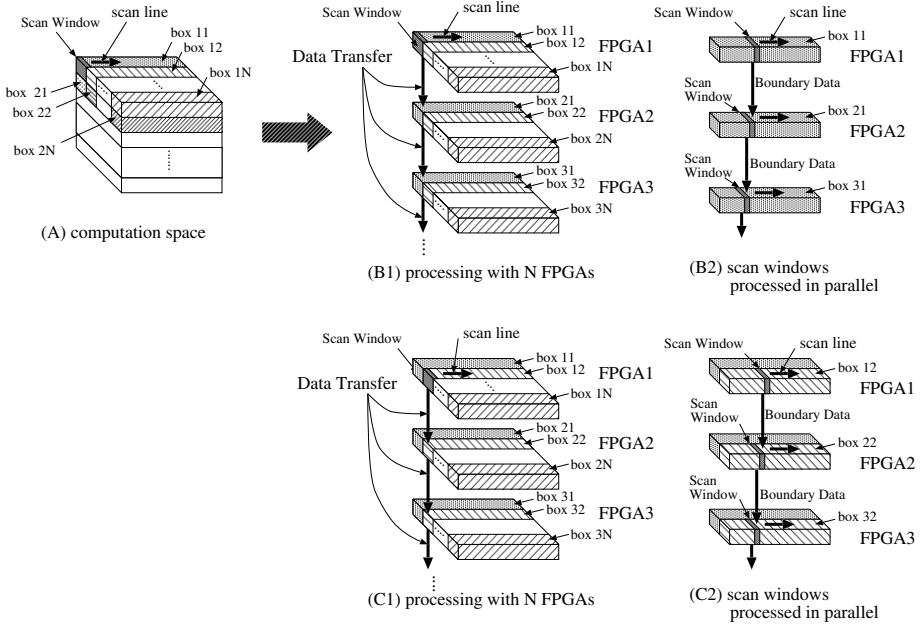 Scan Window
scan line
box 11
box 12
box 1N
box 21
box 22
box 2N
(A) computation space
Scan Window
scan line
box 11
box 12
FPGA1
box 1N
Data Transfer
box 21
box 22
FPGA2
box 2N
box 31
box 32
FPGA3
box 3N
(B1) processing with N FPGAs
Scan Window
scan line
box 11
FPGA1
Scan
Window
Boundary Data
box 21
FPGA2
Scan
Window
Boundary Data
box 31
FPGA3
(B2) scan windows
processed in parallel
Scan Window
scan line
box 11
box 12
FPGA1
box 1N
Data Transfer
box 21
box 22
FPGA2
box 2N
box 31
box 32
FPGA3
box 3N
(C1) processing with N FPGAs
Scan Window
scan line
box 12
FPGA1
Scan
Window
Boundary Data
box 22
FPGA2
Scan
Window
Boundary Data
box 32
FPGA3
(C2) scan windows
processed in parallel